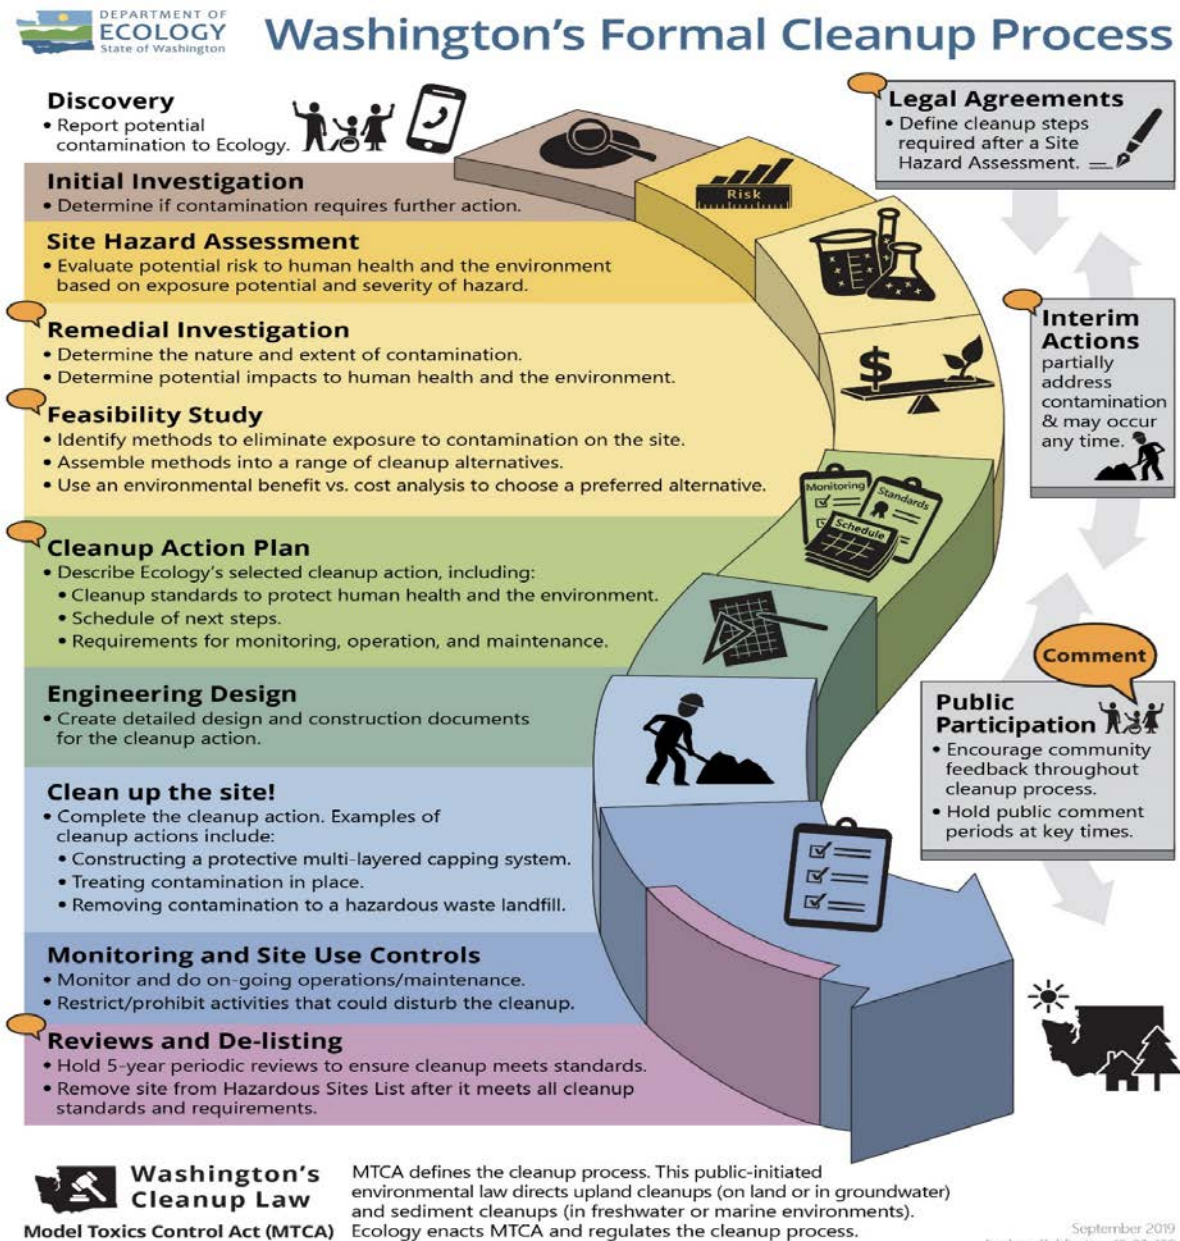 DEPARTMENT OF
ECOLOGY
State of Washington
Washington's Formal Cleanup Process
Discovery
• Report potential
contamination to Ecology.
Initial Investigation
• Determine if contamination requires further action.
Site Hazard Assessment
• Evaluate potential risk to human health and the environment
based on exposure potential and severity of hazard.
Remedial Investigation
• Determine the nature and extent of contamination.
• Determine potential impacts to human health and the environment.
Feasibility Study
• Identify methods to eliminate exposure to contamination on the site.
• Assemble methods into a range of cleanup alternatives.
• Use an environmental benefit vs. cost analysis to choose a preferred alternative.
Cleanup Action Plan
• Describe Ecology's selected cleanup action, including:
• Cleanup standards to protect human health and the environment.
• Schedule of next steps.
• Requirements for monitoring, operation, and maintenance.
Engineering Design
• Create detailed design and construction documents
for the cleanup action.
Clean up the site!
• Complete the cleanup action. Examples of
cleanup actions include:
• Constructing a protective multi-layered capping system.
• Treating contamination in place.
• Removing contamination to a hazardous waste landfill.
Monitoring and Site Use Controls
• Monitor and do on-going operations/maintenance.
• Restrict/prohibit activities that could disturb the cleanup.
Reviews and De-listing
• Hold 5-year periodic reviews to ensure cleanup meets standards.
• Remove site from Hazardous Sites List after it meets all cleanup
standards and requirements.
Risk
$
Monitoring
Standards
Schedule
Legal Agreements
• Define cleanup steps
required after a Site
Hazard Assessment.
Interim
Actions
partially
address
contamination
& may occur
any time.
Comment
Public
Participation
• Encourage community
feedback throughout
cleanup process.
• Hold public comment
periods at key times.
Washington's
Cleanup Law
Model Toxics Control Act (MTCA)
MTCA defines the cleanup process. This public-initiated
environmental law directs upland cleanups (on land or in groundwater)
and sediment cleanups (in freshwater or marine environments).
Ecology enacts MTCA and regulates the cleanup process.
September 2019